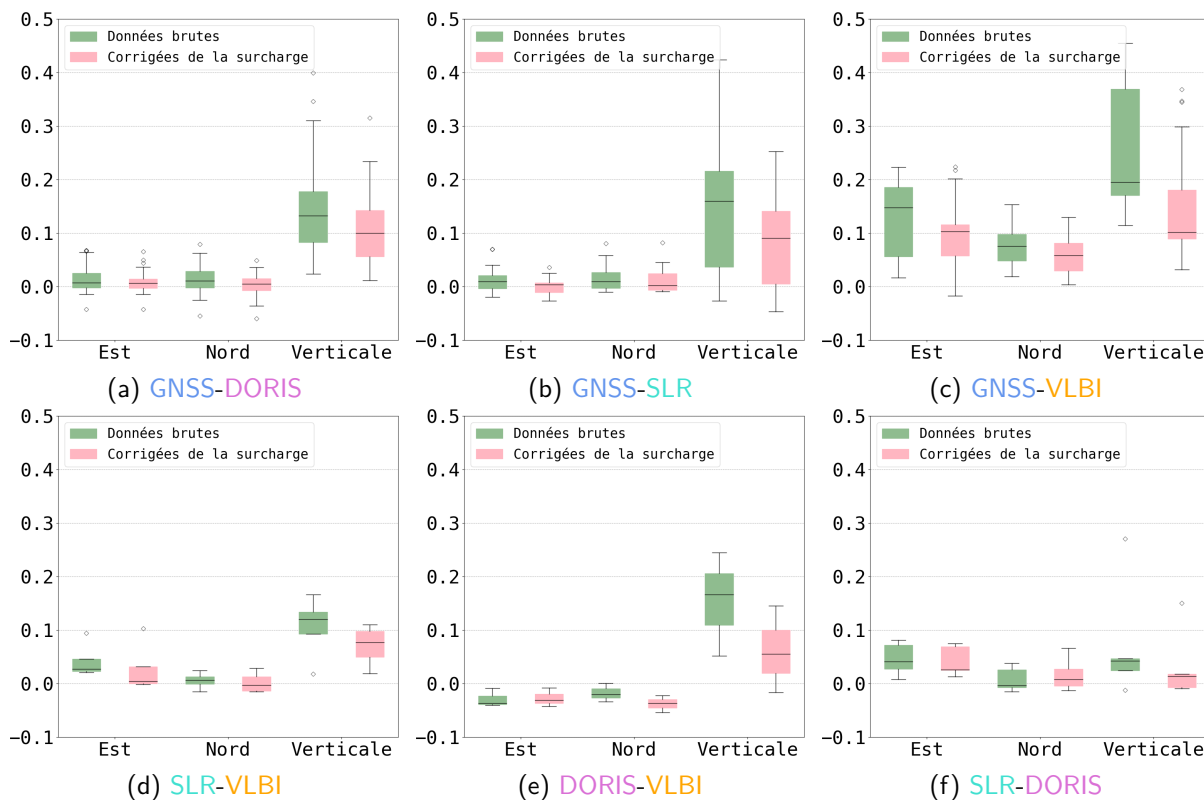 0.5
0.4
0.3
0.2
0.1
0.0
−0.1
Données brutes
Corrigées de la surcharge
Est Nord Verticale
(a) GNSS-DORIS
0.5
0.4
0.3
0.2
0.1
0.0
−0.1
Données brutes
Corrigées de la surcharge
Est Nord Verticale
(b) GNSS-SLR
0.5
0.4
0.3
0.2
0.1
0.0
−0.1
Données brutes
Corrigées de la surcharge
Est Nord Verticale
(c) GNSS-VLBI
0.5
0.4
0.3
0.2
0.1
0.0
−0.1
Données brutes
Corrigées de la surcharge
Est Nord Verticale
(d) SLR-VLBI
0.5
0.4
0.3
0.2
0.1
0.0
−0.1
Données brutes
Corrigées de la surcharge
Est Nord Verticale
(e) DORIS-VLBI
0.5
0.4
0.3
0.2
0.1
0.0
−0.1
Données brutes
Corrigées de la surcharge
Est Nord Verticale
(f) SLR-DORIS